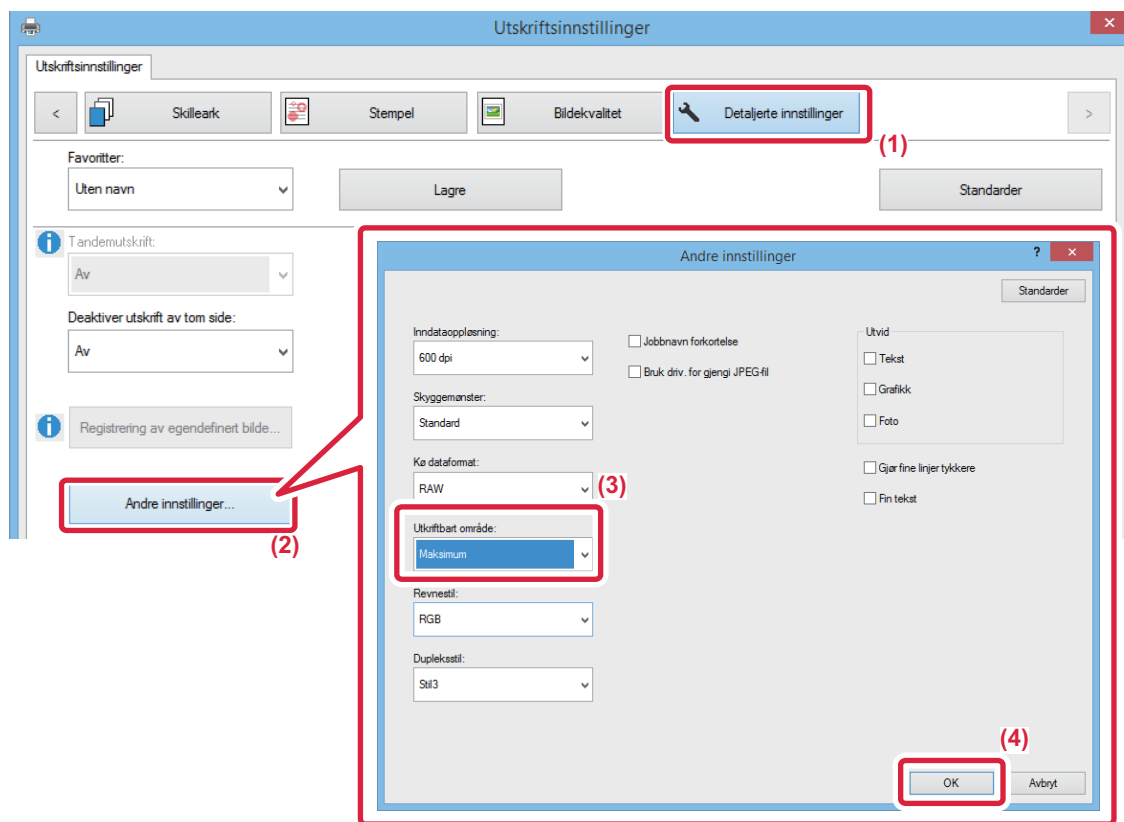 Utskriftsinnstillinger
Utskriftsinnstillinger
< Skilleark Stempel Bildekvalitet Detaljerte innstillinger >
(1)
Favoritter:
Uten navn Lagre Standarder
Tandemutskrift:
Av
Deaktiver utskrift av tom side:
Av
Registrering av egendefinert bilde...
Andre innstillinger...
(2)
Andre innstillinger ?
Standarder
Inndataoppløsning:
600 dpi
Skyggemønster:
Standard
Kø dataformat:
RAW
(3)
Utkriftbart område:
Maksimum
Revnestil:
RGB
Dupleksstil:
Stil3
Jobbnavn forkortelse
Bruk driv. for gjengi JPEG-fil
Utvid
Tekst
Grafikk
Foto
Gjør fine linjer tykkere
Fin tekst
(4)
OK Avbryt